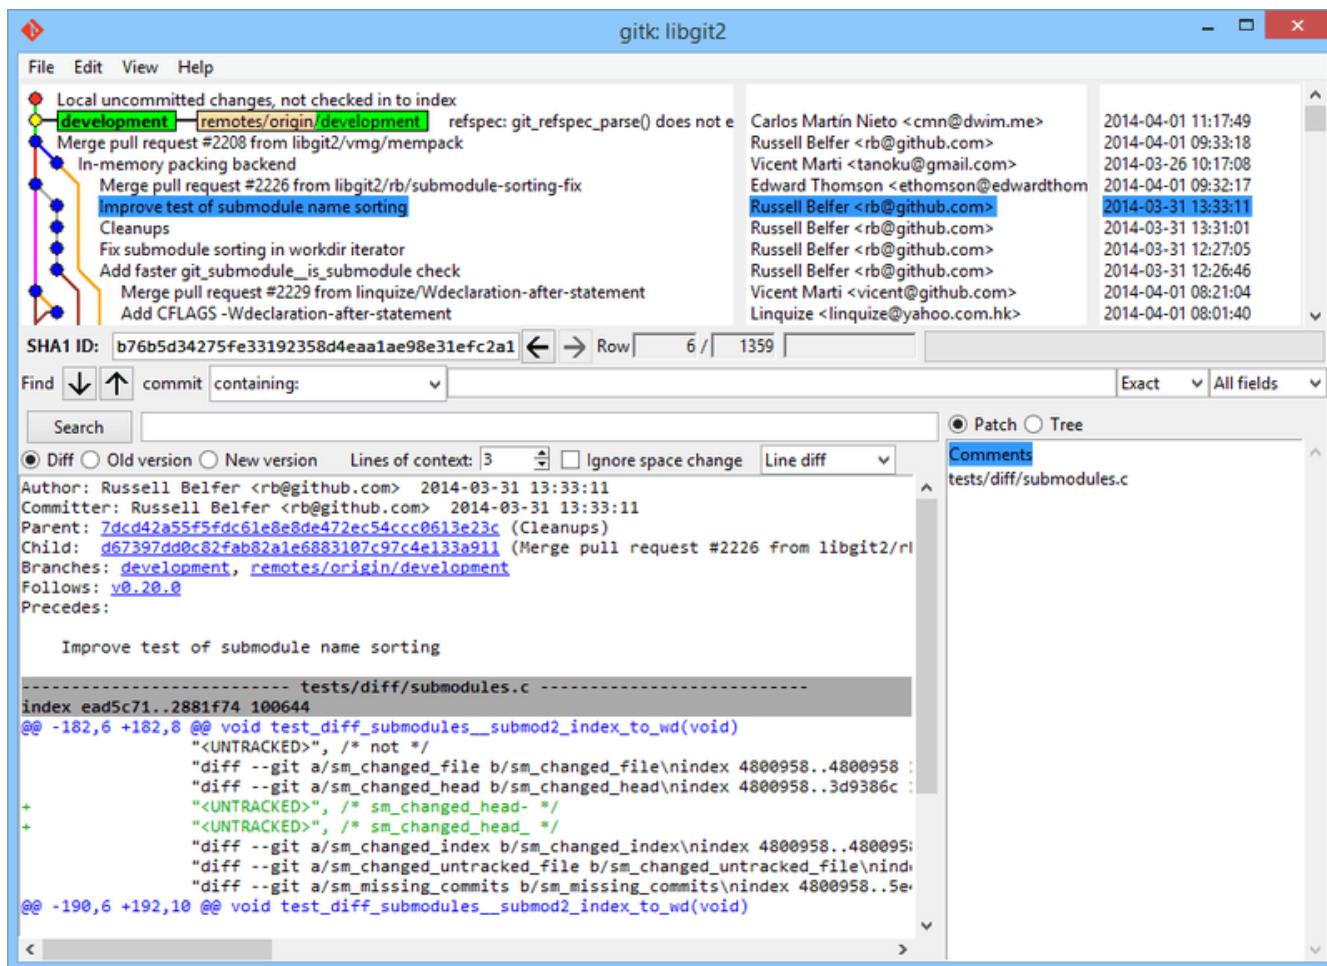 gitk: libgit2
File Edit View Help
Local uncommitted changes, not checked in to index
development remotes/origin/development refspec: git_refspec_parse() does not e Carlos Martín Nieto <cmn@dwim.me> 2014-04-01 11:17:49
Merge pull request #2208 from libgit2/vmg/mempack Russell Belfer <rb@github.com> 2014-04-01 09:33:18
In-memory packing backend Vicent Marti <tanoku@gmail.com> 2014-03-26 10:17:08
Merge pull request #2226 from libgit2/rb/submodule-sorting-fix Edward Thomson <ethomson@edwardthom 2014-04-01 09:32:17
Improve test of submodule name sorting Russell Belfer <rb@github.com> 2014-03-31 13:33:11
Cleanups Russell Belfer <rb@github.com> 2014-03-31 13:31:01
Fix submodule sorting in workdir iterator Russell Belfer <rb@github.com> 2014-03-31 12:27:05
Add faster git_submodule__is_submodule check Russell Belfer <rb@github.com> 2014-03-31 12:26:46
Merge pull request #2229 from linquize/Wdeclaration-after-statement Vicent Marti <vicent@github.com> 2014-04-01 08:21:04
Add CFLAGS -Wdeclaration-after-statement Linquize <linquize@yahoo.com.hk> 2014-04-01 08:01:40
SHA1 ID: b76b5d34275fe33192358d4eaa1ae98e31efc2a1 Row 6 / 1359
Find commit containing: Exact All fields
Search Patch Tree
Diff Old version New version Lines of context: 3 Ignore space change Line diff
Comments
tests/diff/submodules.c
Author: Russell Belfer <rb@github.com> 2014-03-31 13:33:11
Committer: Russell Belfer <rb@github.com> 2014-03-31 13:33:11
Parent: 7dcd42a55f5fdc61e8e8de472ec54ccc0613e23c (Cleanups)
Child: d67397dd0c82fab82a1e6883107c97c4e133a911 (Merge pull request #2226 from libgit2/rl
Branches: development, remotes/origin/development
Follows: v0.20.0
Precedes:
Improve test of submodule name sorting
--------------------------- tests/diff/submodules.c ---------------------------
index ead5c71..2881f74 100644
@@ -182,6 +182,8 @@ void test_diff_submodules__submod2_index_to_wd(void)
"<UNTRACKED>", /* not */
"diff --git a/sm_changed_file b/sm_changed_file\nindex 4800958..4800958
"diff --git a/sm_changed_head b/sm_changed_head\nindex 4800958..3d9386c
+ "<UNTRACKED>", /* sm_changed_head- */
+ "<UNTRACKED>", /* sm_changed_head_ */
"diff --git a/sm_changed_index b/sm_changed_index\nindex 4800958..480095
"diff --git a/sm_changed_untracked_file b/sm_changed_untracked_file\nind
"diff --git a/sm_missing_commits b/sm_missing_commits\nindex 4800958..5e
@@ -190,6 +192,10 @@ void test_diff_submodules__submod2_index_to_wd(void)